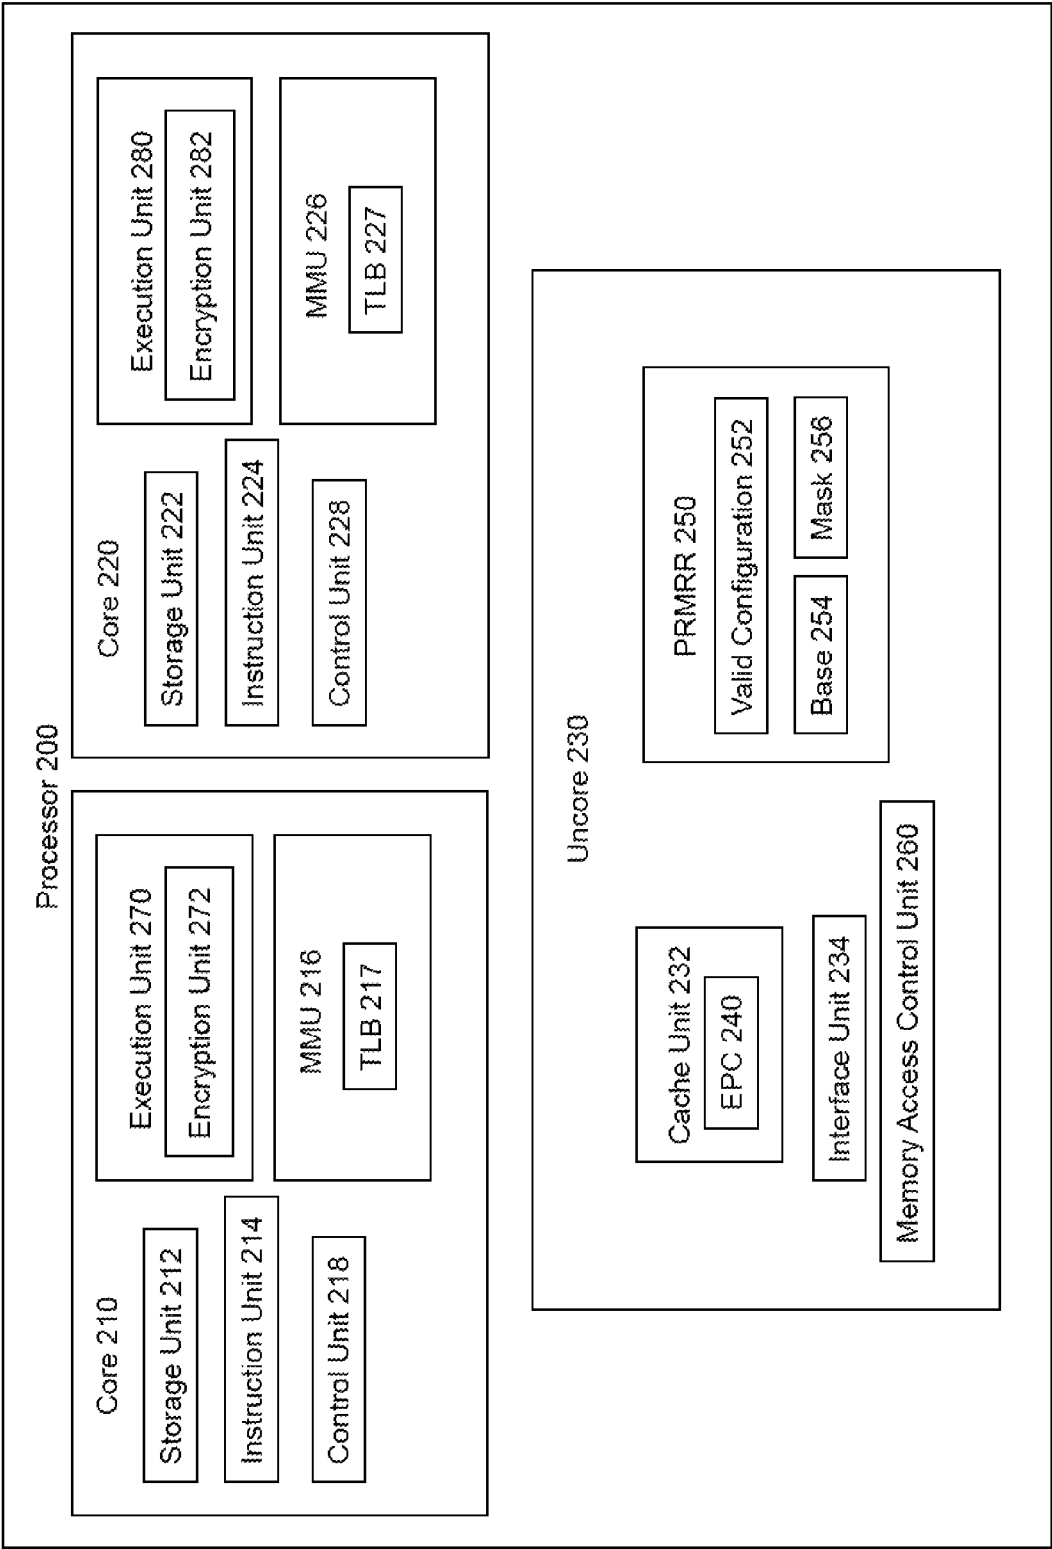 Processor 200
Core 210
Storage Unit 212
Instruction Unit 214
Control Unit 218
Execution Unit 270
Encryption Unit 272
MMU 216
TLB 217
Core 220
Storage Unit 222
Instruction Unit 224
Control Unit 228
Execution Unit 280
Encryption Unit 282
MMU 226
TLB 227
Uncore 230
Cache Unit 232
EPC 240
Interface Unit 234
Memory Access Control Unit 260
PRMRR 250
Valid Configuration 252
Base 254
Mask 256